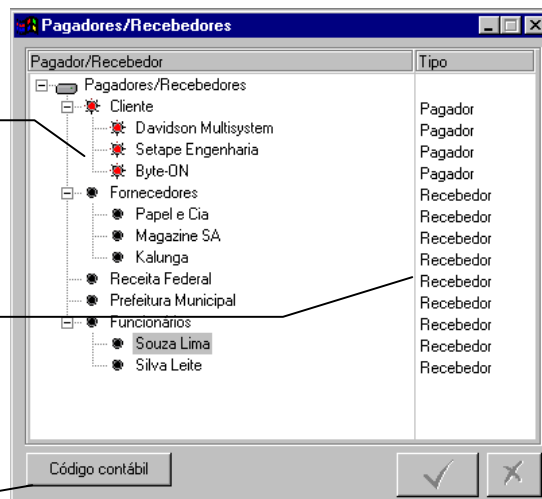 Pagadores/Recebedores
Pagador/Recebedor Tipo
Pagadores/Recebedores
Cliente Pagador
Davidson Multisystem Pagador
Setape Engenharia Pagador
Byte-ON Pagador
Fornecedores Recebedor
Papel e Cia Recebedor
Magazine SA Recebedor
Kalunga Recebedor
Receita Federal Recebedor
Prefeitura Municipal Recebedor
Funcionários Recebedor
Souza Lima Recebedor
Silva Leite Recebedor
Código contábil